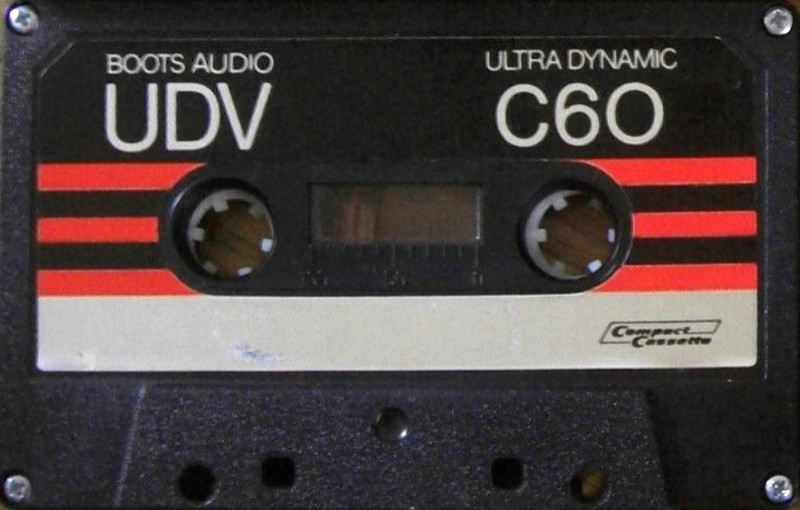 BOOTS AUDIO
UDV
ULTRA DYNAMIC
C60
Compact
Cassette